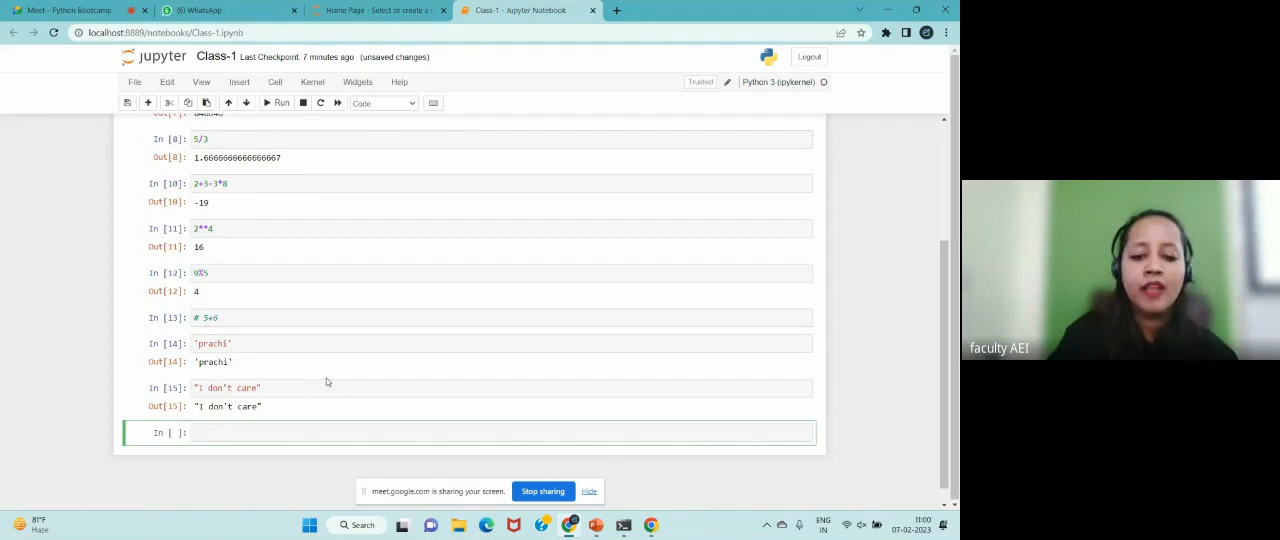 Meet – Python Bootcamp
(6) WhatsApp
Home Page - Select or create a n
Class-1 - Jupyter Notebook
localhost:8889/notebooks/Class-1.ipynb
jupyter Class-1 Last Checkpoint: 7 minutes ago (unsaved changes)
Logout
File Edit View Insert Cell Kernel Widgets Help
Trusted
Python 3 (ipykernel)
Run
Code
In [8]: 5/3
Out[8]: 1.6666666666666667
In [10]: 2+3-3*8
Out[10]: -19
In [11]: 2**4
Out[11]: 16
In [12]: 9%5
Out[12]: 4
In [13]: # 5+6
In [14]: 'prachi'
Out[14]: 'prachi'
In [15]: "I don't care"
Out[15]: "I don't care"
In [ ]:
faculty AEI
meet.google.com is sharing your screen.
Stop sharing
Hide
81°F
Haze
Search
ENG
IN
11:00
07-02-2023